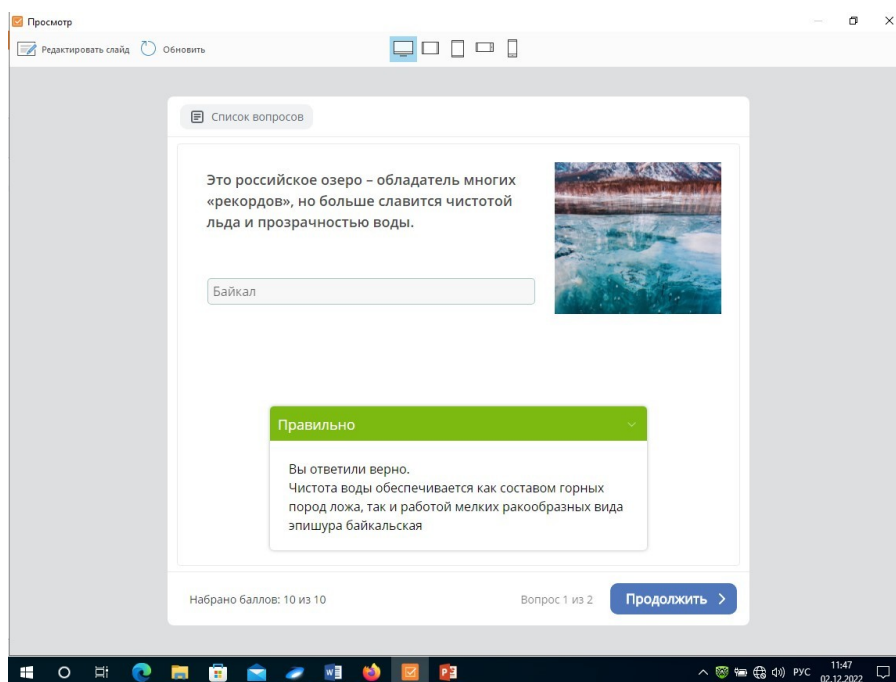 Просмотр
Редактировать слайд
Обновить
Список вопросов
Это российское озеро – обладатель многих
«рекордов», но больше славится чистотой
льда и прозрачностью воды.
Байкал
Правильно
Вы ответили верно.
Чистота воды обеспечивается как составом горных
пород ложа, так и работой мелких ракообразных вида
эпишура байкальская
Набрано баллов: 10 из 10
Вопрос 1 из 2
Продолжить
РУС
11:47
02.12.2022